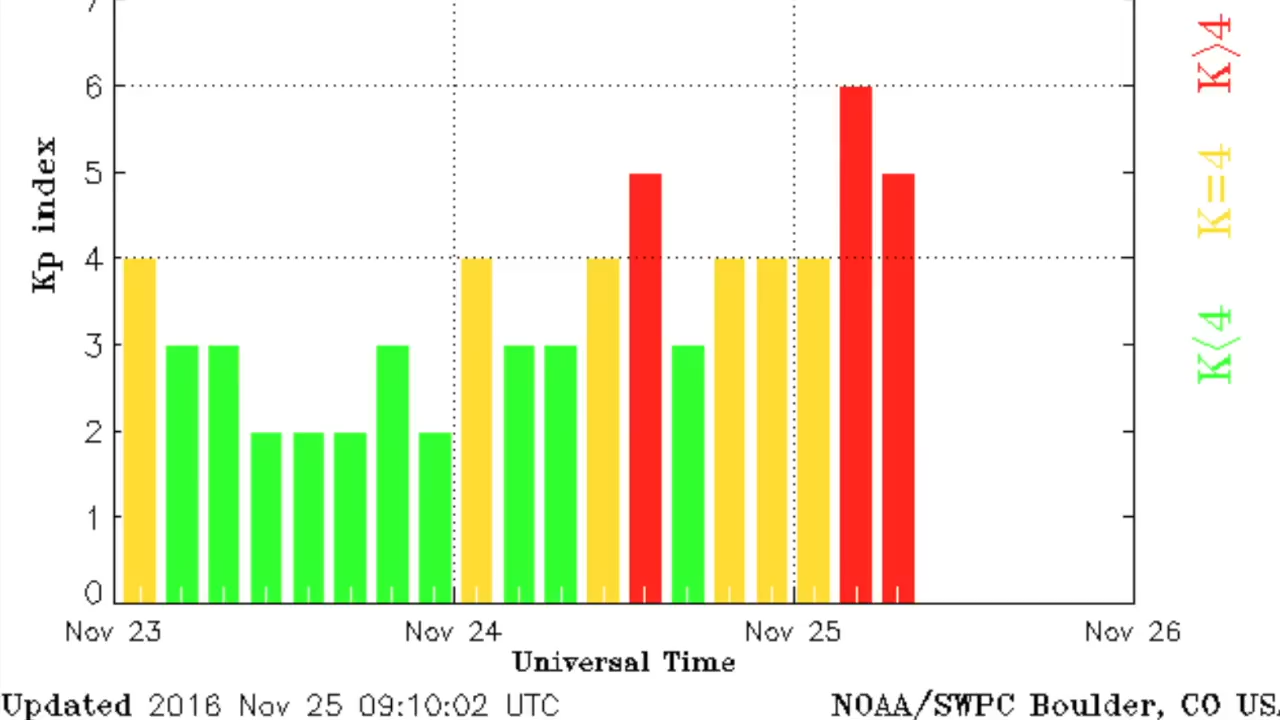 7
6
5
4
3
2
1
0
Kp index
K<4 K=4 K>4
Nov 23 Nov 24 Nov 25 Nov 26
Universal Time
Updated 2016 Nov 25 09:10:02 UTC NOAA/SWPC Boulder, CO USA